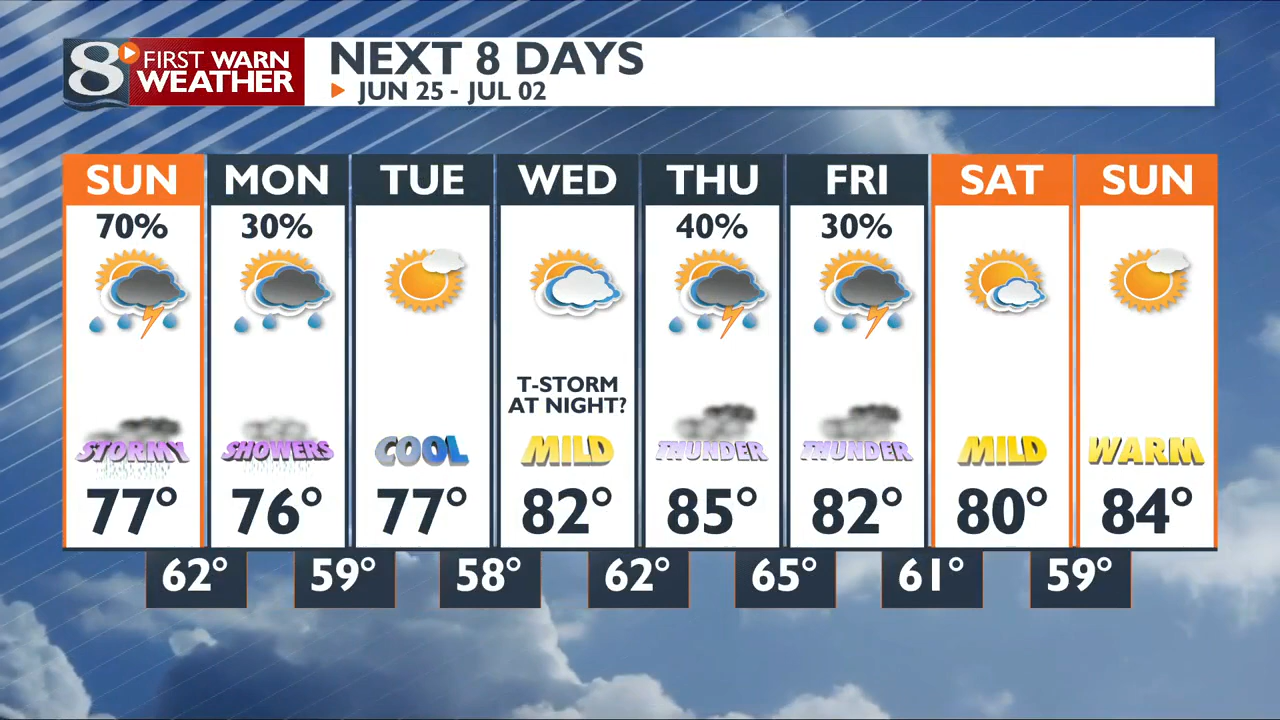 8 FIRST WARN
WEATHER
NEXT 8 DAYS
JUN 25 - JUL 02
SUN MON TUE WED THU FRI SAT SUN
70% 30% 40% 30%
T-STORM
AT NIGHT?
STORMY SHOWERS COOL MILD THUNDER THUNDER MILD WARM
77° 76° 77° 82° 85° 82° 80° 84°
62° 59° 58° 62° 65° 61° 59°